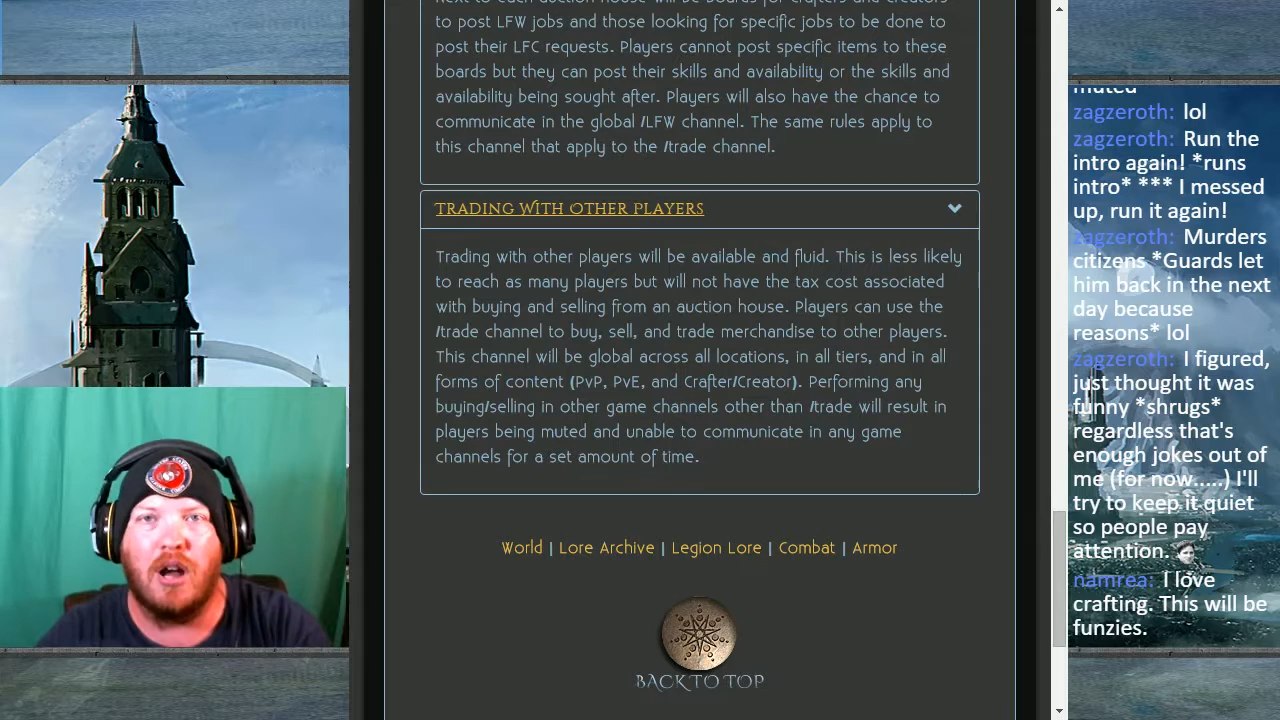 to post LFW jobs and those looking for specific jobs to be done to
post their LFC requests. Players cannot post specific items to these
boards but they can post their skills and availability or the skills and
availability being sought after. Players will also have the chance to
communicate in the global /LFW channel. The same rules apply to
this channel that apply to the /trade channel.
TRADING WITH OTHER PLAYERS
Trading with other players will be available and fluid. This is less likely
to reach as many players but will not have the tax cost associated
with buying and selling from an auction house. Players can use the
/trade channel to buy, sell, and trade merchandise to other players.
This channel will be global across all locations, in all tiers, and in all
forms of content (PvP, PvE, and Crafter/Creator). Performing any
buying/selling in other game channels other than /trade will result in
players being muted and unable to communicate in any game
channels for a set amount of time.
World | Lore Archive | Legion Lore | Combat | Armor
BACK TO TOP
muted
zagzeroth: lol
zagzeroth: Run the
intro again! *runs
intro* *** I messed
up, run it again!
zagzeroth: Murders
citizens *Guards let
him back in the next
day because
reasons* lol
zagzeroth: I figured,
just thought it was
funny *shrugs*
regardless that's
enough jokes out of
me (for now.....) I'll
try to keep it quiet
so people pay
attention.
namrea: I love
crafting. This will be
funzies.